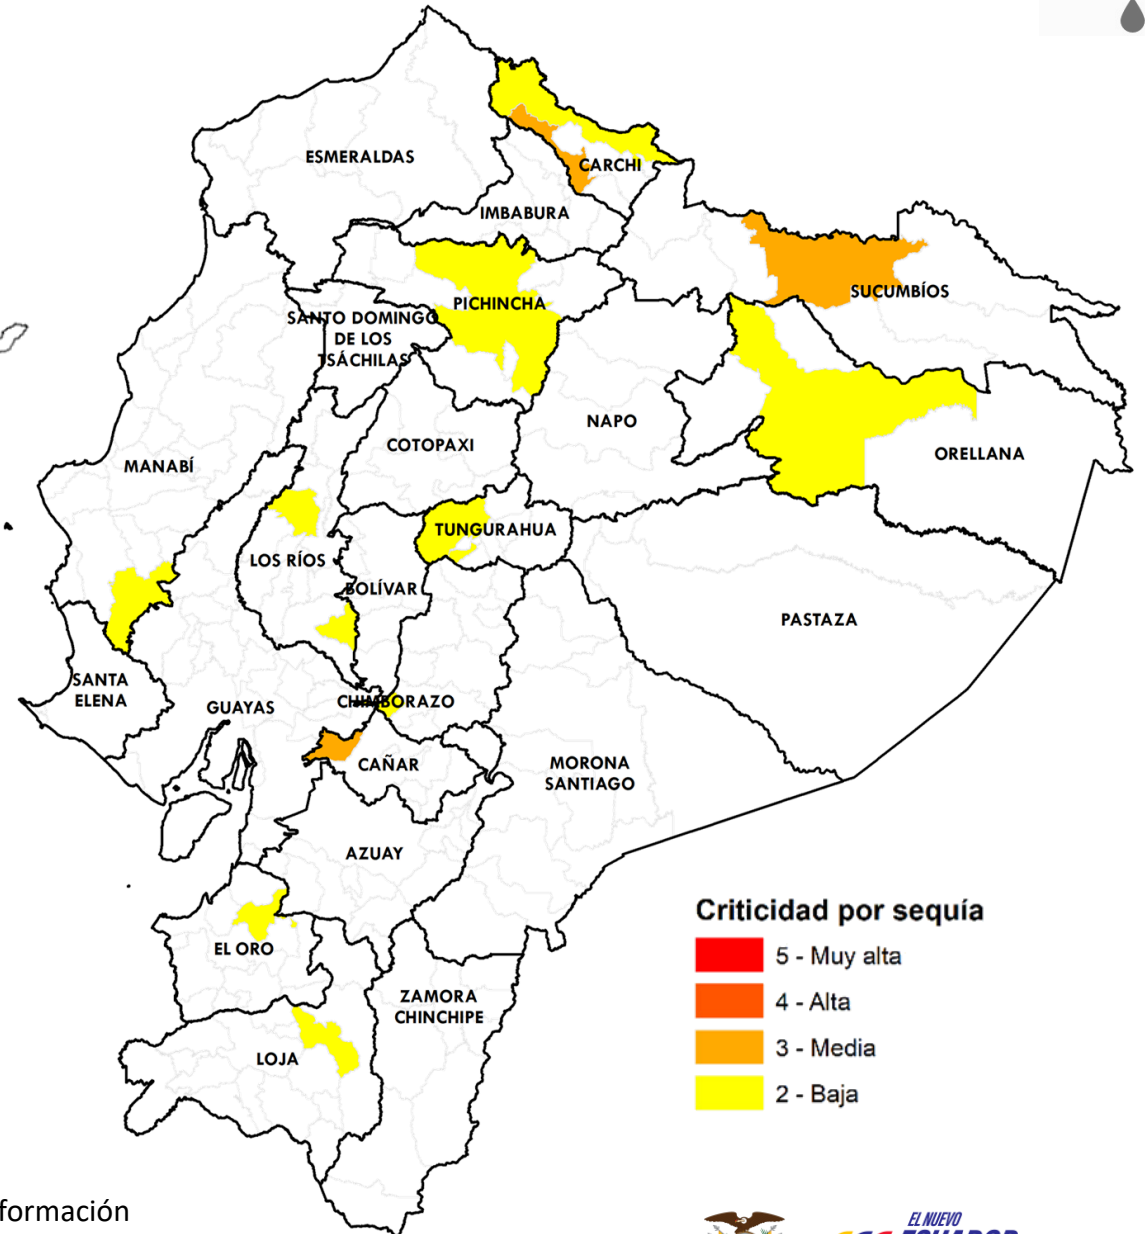 ESMERALDAS
CARCHI
IMBABURA
SUCUMBÍOS
PICHINCHA
SANTO DOMINGO
DE LOS
TSÁCHILAS
NAPO
COTOPAXI
ORELLANA
MANABÍ
TUNGURAHUA
LOS RÍOS
BOLÍVAR
PASTAZA
SANTA
ELENA
CHIMBORAZO
GUAYAS
CAÑAR
MORONA
SANTIAGO
AZUAY
EL ORO
ZAMORA
CHINCHIPE
LOJA
Criticidad por sequía
5 - Muy alta
4 - Alta
3 - Media
2 - Baja
formación
EL NUEVO
ECUADOR